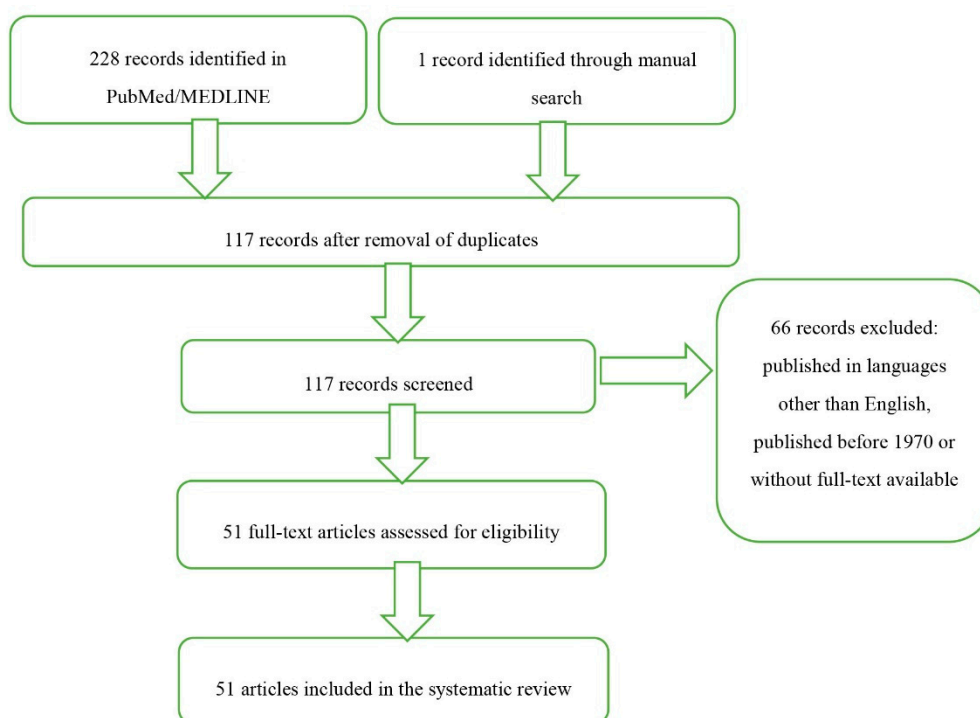 228 records identified in
PubMed/MEDLINE
1 record identified through manual
search
117 records after removal of duplicates
117 records screened
66 records excluded:
published in languages
other than English,
published before 1970 or
without full-text available
51 full-text articles assessed for eligibility
51 articles included in the systematic review